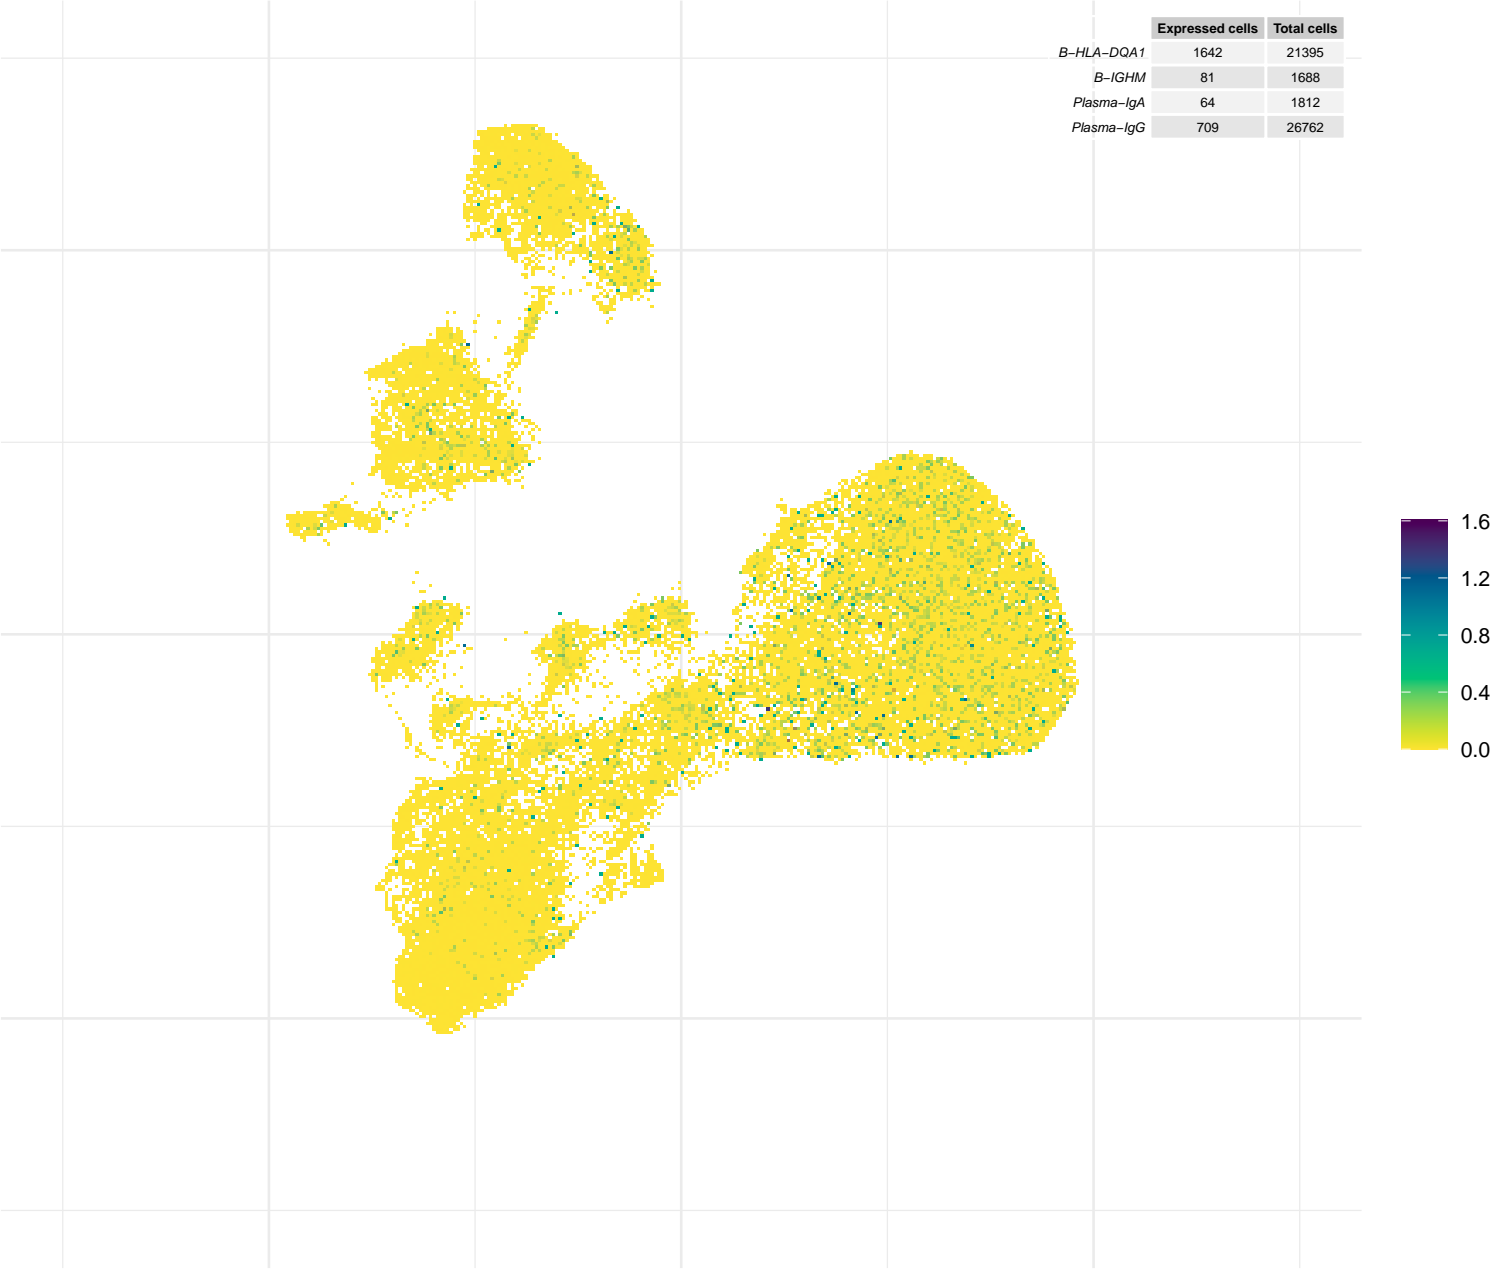 Expressed cells Total cells
B−HLA−DQA1 1642 21395
B−IGHM 81 1688
Plasma−IgA 64 1812
Plasma−IgG 709 26762
1.6
1.2
0.8
0.4
0.0